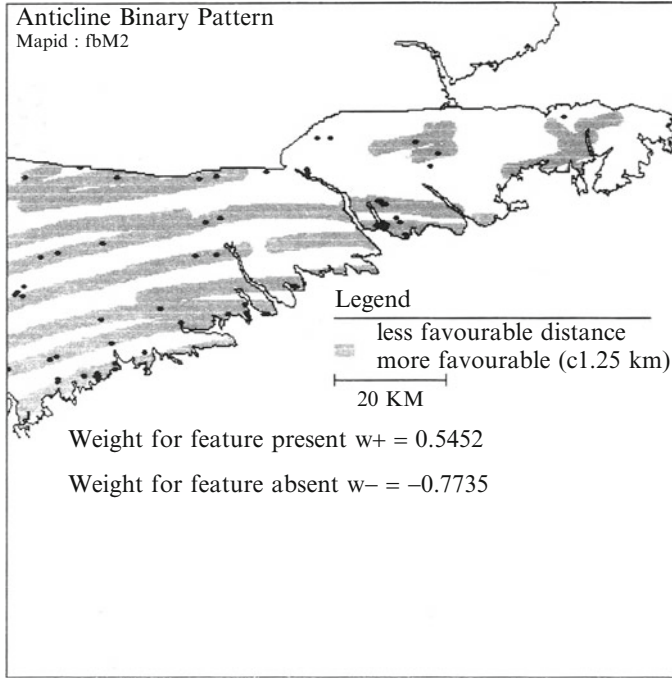 Anticline Binary Pattern
Mapid : fbM2
Legend
less favourable distance
more favourable (c1.25 km)
20 KM
Weight for feature present w+ = 0.5452
Weight for feature absent w– = –0.7735